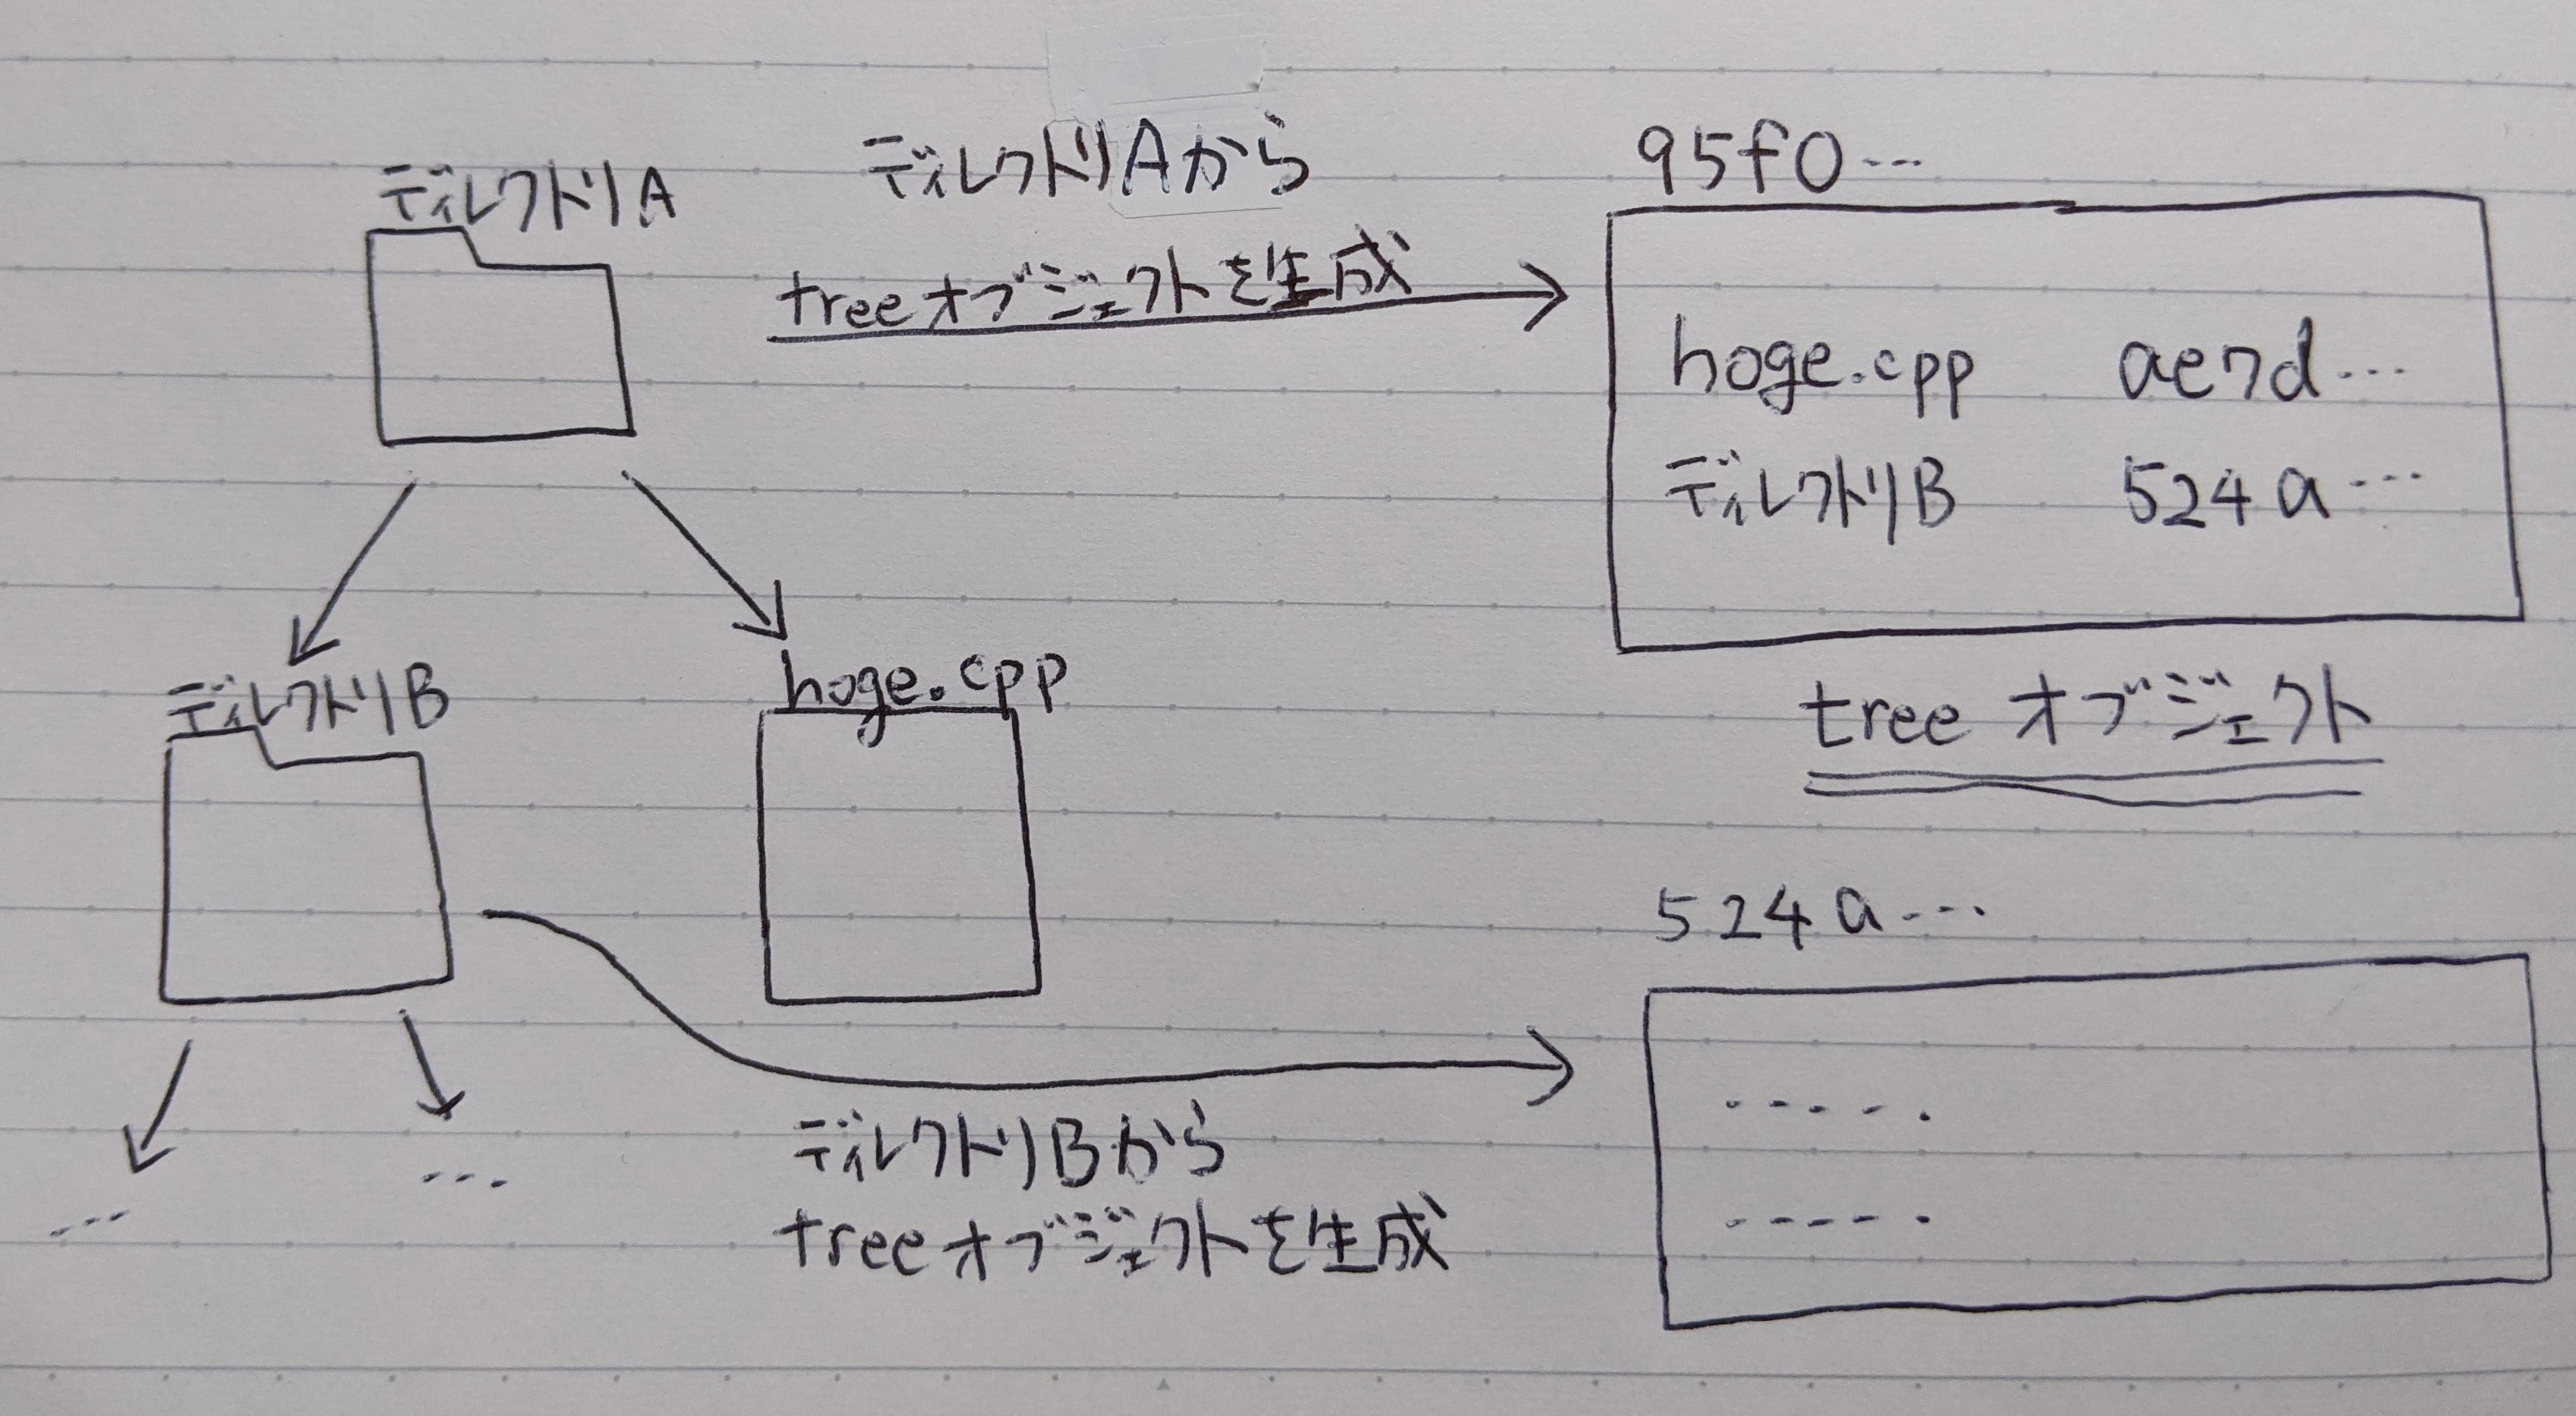 ディレクトリA
ディレクトリAから
treeオブジェクトを生成
95f0…
hoge.cpp ae7d…
ディレクトリB 524a…
treeオブジェクト
ディレクトリB
hoge.cpp
524a…
.....
.....
ディレクトリBから
treeオブジェクトを生成
…
…